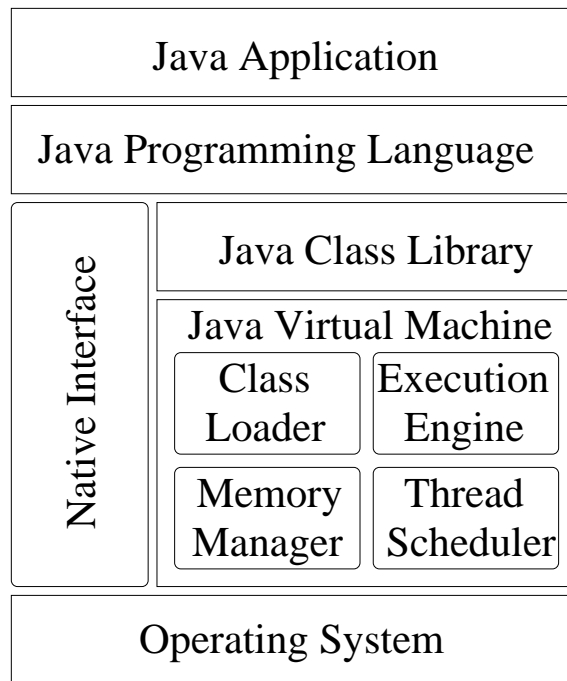 Java Application
Java Programming Language
Native Interface
Java Class Library
Java Virtual Machine
Class
Loader
Execution
Engine
Memory
Manager
Thread
Scheduler
Operating System